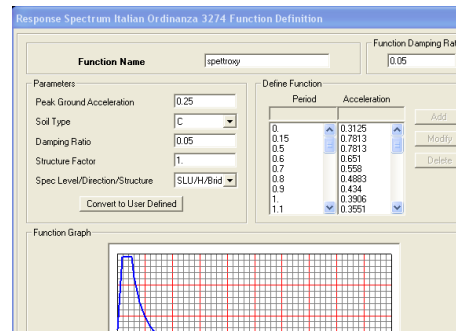 Response Spectrum Italian Ordinanza 3274 Function Definition
Function Damping Rat
Function Name
spettroxy
0.05
Parameters
Peak Ground Acceleration 0.25
Soil Type C
Damping Ratio 0.05
Structure Factor 1.
Spec Level/Direction/Structure SLU/H/Brid
Convert to User Defined
Define Function
Period Acceleration
0. 0.3125
0.15 0.7813
0.5 0.7813
0.6 0.651
0.7 0.558
0.8 0.4883
0.9 0.434
1. 0.3906
1.1 0.3551
Add
Modify
Delete
Function Graph